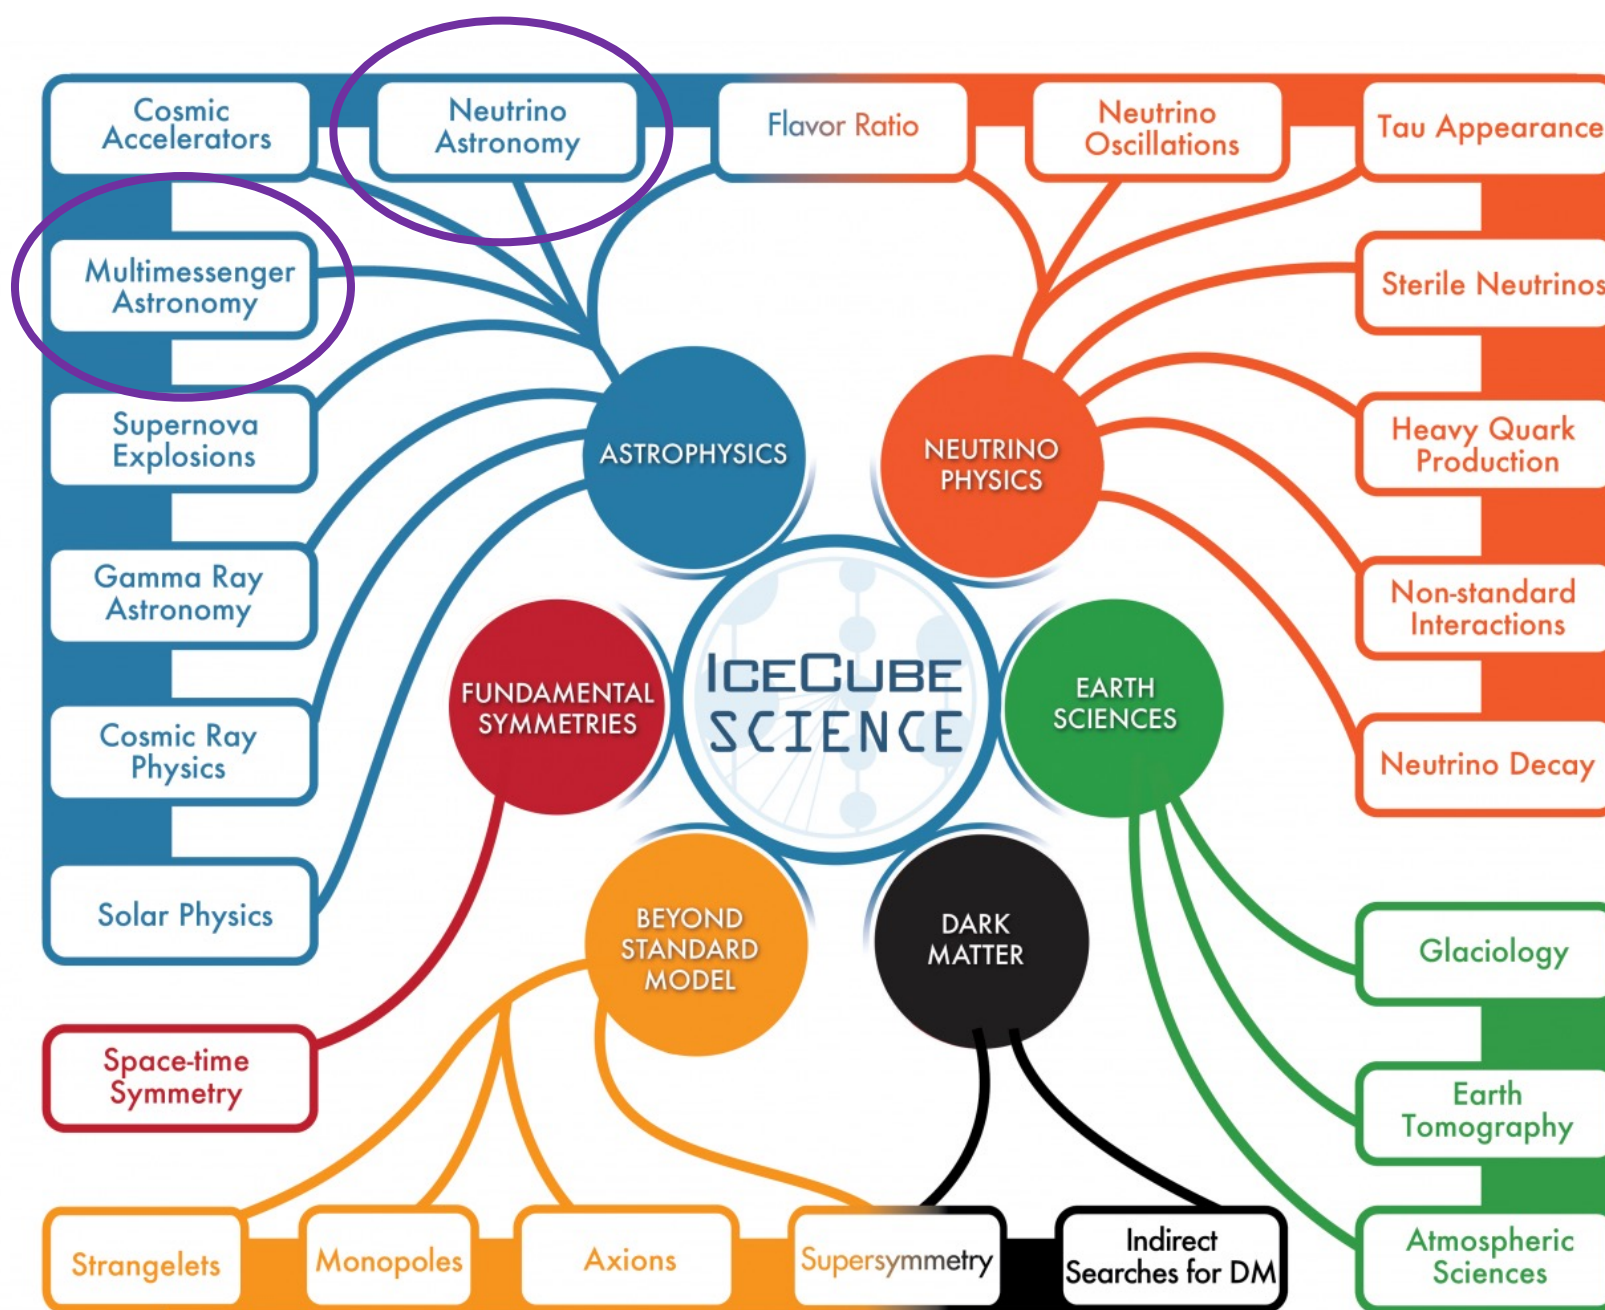 Cosmic
Accelerators
Neutrino
Astronomy
Flavor Ratio
Neutrino
Oscillations
Tau Appearance
Multimessenger
Astronomy
Sterile Neutrinos
Supernova
Explosions
ASTROPHYSICS
NEUTRINO
PHYSICS
Heavy Quark
Production
Gamma Ray
Astronomy
Non-standard
Interactions
FUNDAMENTAL
SYMMETRIES
ICECUBE
SCIENCE
EARTH
SCIENCES
Cosmic Ray
Physics
Neutrino Decay
Solar Physics
BEYOND
STANDARD
MODEL
DARK
MATTER
Glaciology
Space-time
Symmetry
Earth
Tomography
Strangelets
Monopoles
Axions
Supersymmetry
Indirect
Searches for DM
Atmospheric
Sciences